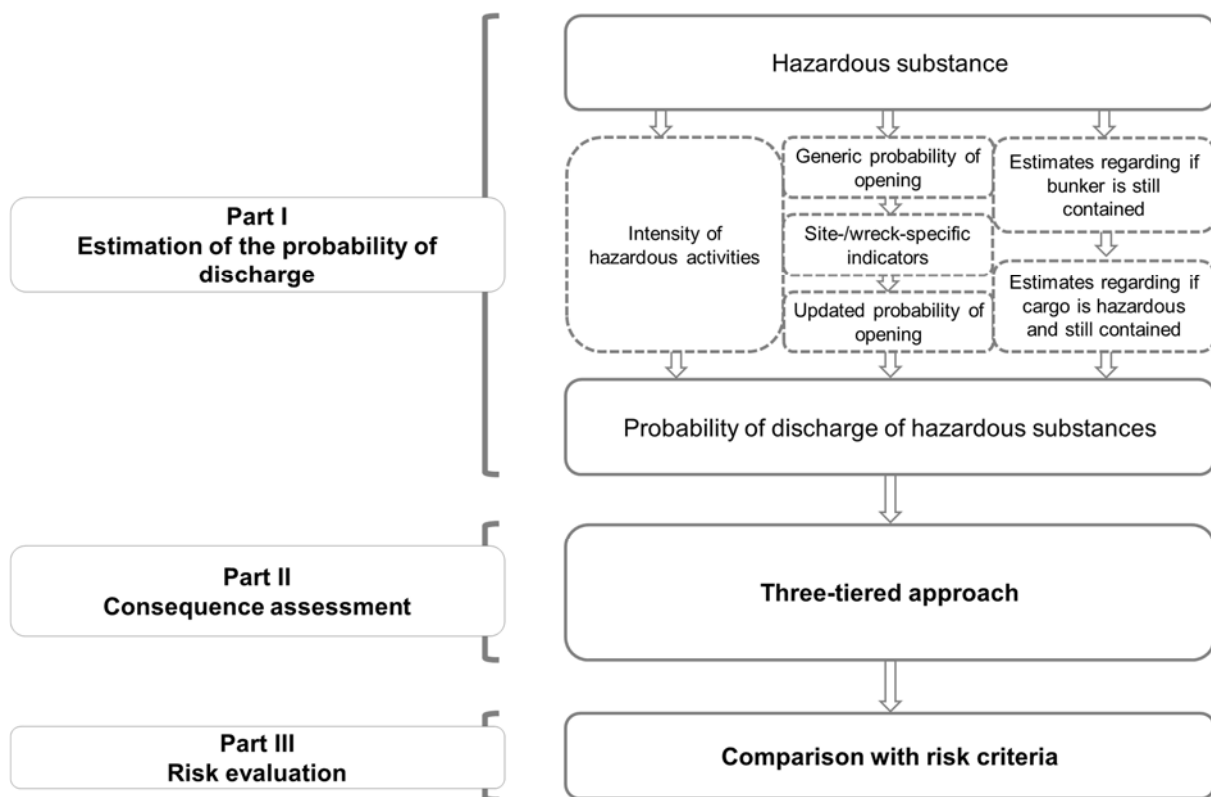 Hazardous substance
Part I
Estimation of the probability of
discharge
Intensity of
hazardous activities
Generic probability of
opening
Site-/wreck-specific
indicators
Updated probability of
opening
Estimates regarding if
bunker is still
contained
Estimates regarding if
cargo is hazardous
and still contained
Probability of discharge of hazardous substances
Part II
Consequence assessment
Three-tiered approach
Part III
Risk evaluation
Comparison with risk criteria